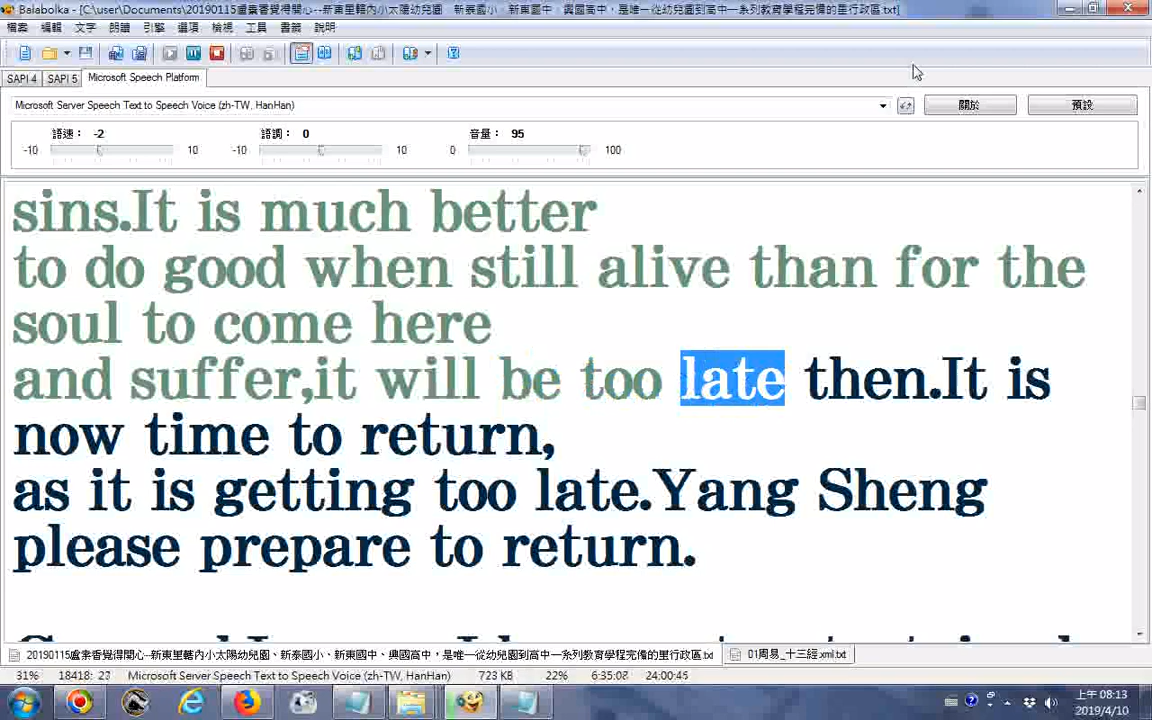 Balabolka - [C:\user\Documents\20190115盧素香覺得開心--新東里轄內小太陽幼兒園、新泰國小、新東國中、興國高中，是唯一從幼兒園到高中一系列教育學程完備的里行政區.txt]
檔案 編輯 文字 朗讀 引擎 選項 檢視 工具 書籤 說明
SAPI 4 SAPI 5 Microsoft Speech Platform
Microsoft Server Speech Text to Speech Voice (zh-TW, HanHan) 關於 預設
語速： -2 語調： 0 音量： 95
-10 10 -10 10 0 100
sins.It is much better
to do good when still alive than for the
soul to come here
and suffer,it will be too late then.It is
now time to return,
as it is getting too late.Yang Sheng
please prepare to return.
20190115盧素香覺得開心--新東里轄內小太陽幼兒園、新泰國小、新東國中、興國高中，是唯一從幼兒園到高中一系列教育學程完備的里行政區.txt 01周易_十三經.xml.txt
31% 18418: 23 Microsoft Server Speech Text to Speech Voice (zh-TW, HanHan) 723 KB 22% 6:35:08 24:00:45
上午 08:13
2019/4/10